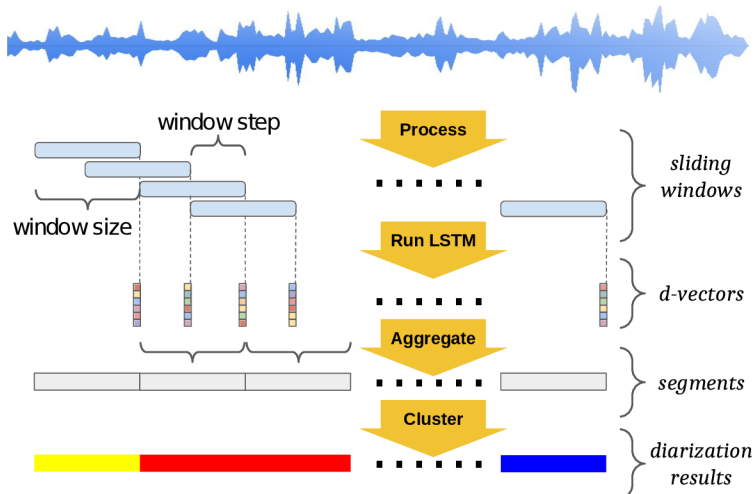 window step
Process
sliding
windows
window size
Run LSTM
d-vectors
Aggregate
segments
Cluster
diarization
results